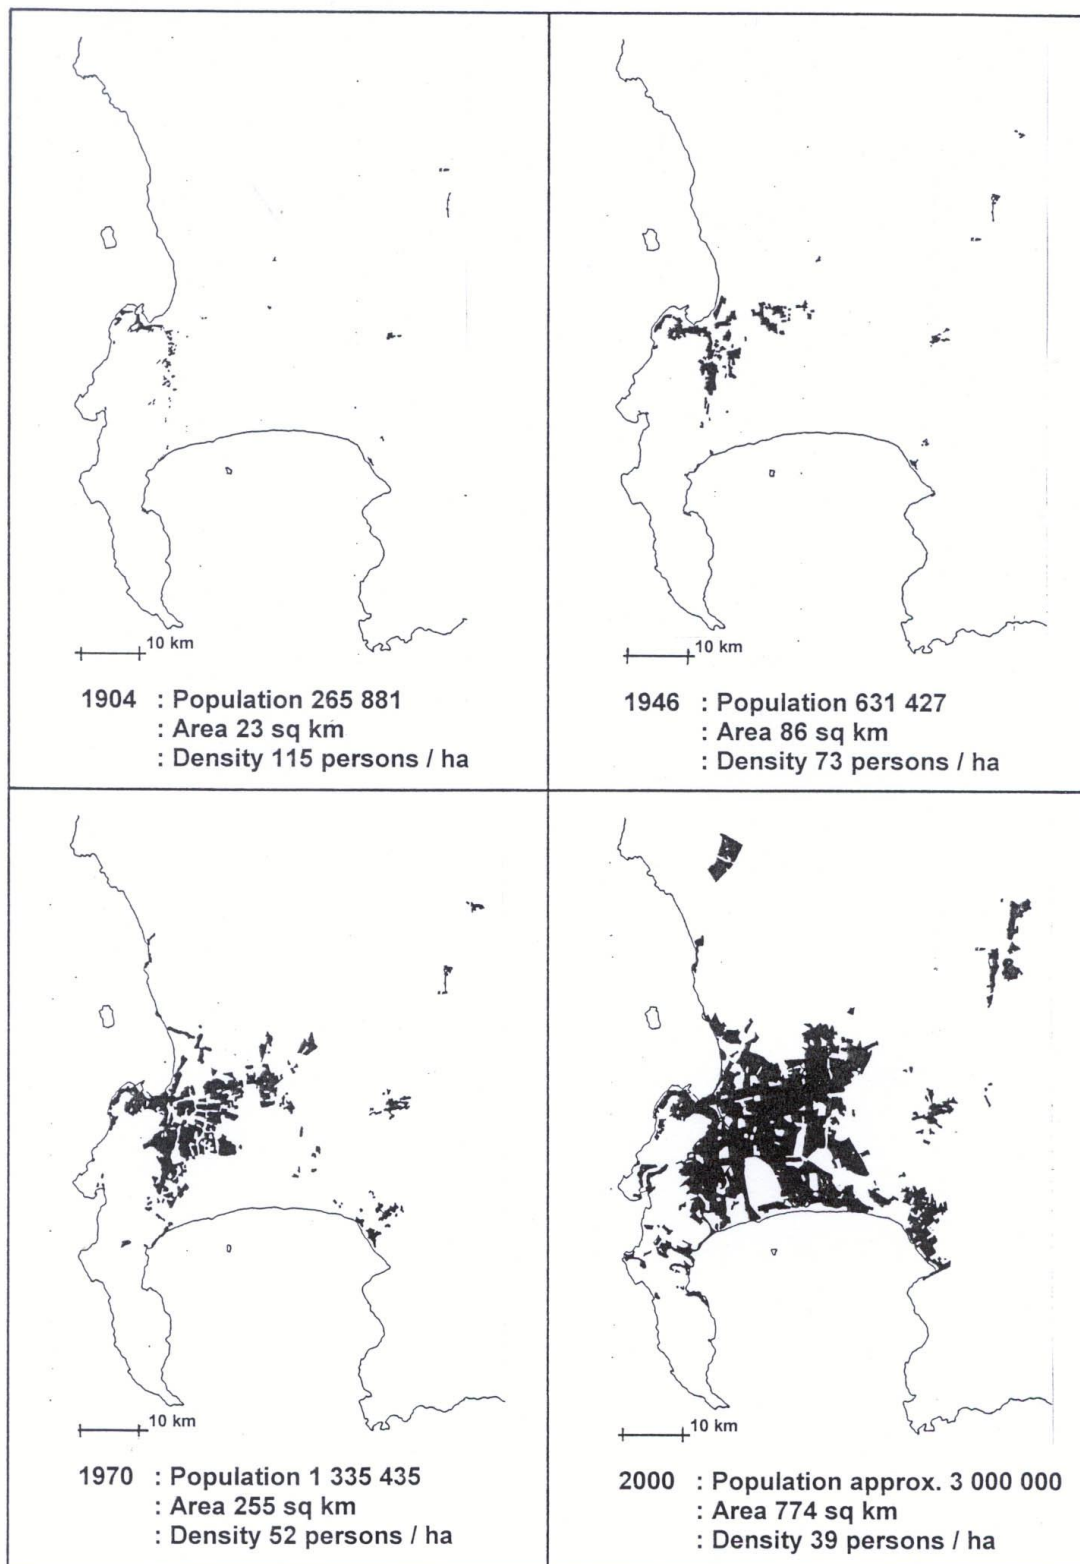 10 km
1904 : Population 265 881
: Area 23 sq km
: Density 115 persons / ha
10 km
1946 : Population 631 427
: Area 86 sq km
: Density 73 persons / ha
10 km
1970 : Population 1 335 435
: Area 255 sq km
: Density 52 persons / ha
10 km
2000 : Population approx. 3 000 000
: Area 774 sq km
: Density 39 persons / ha